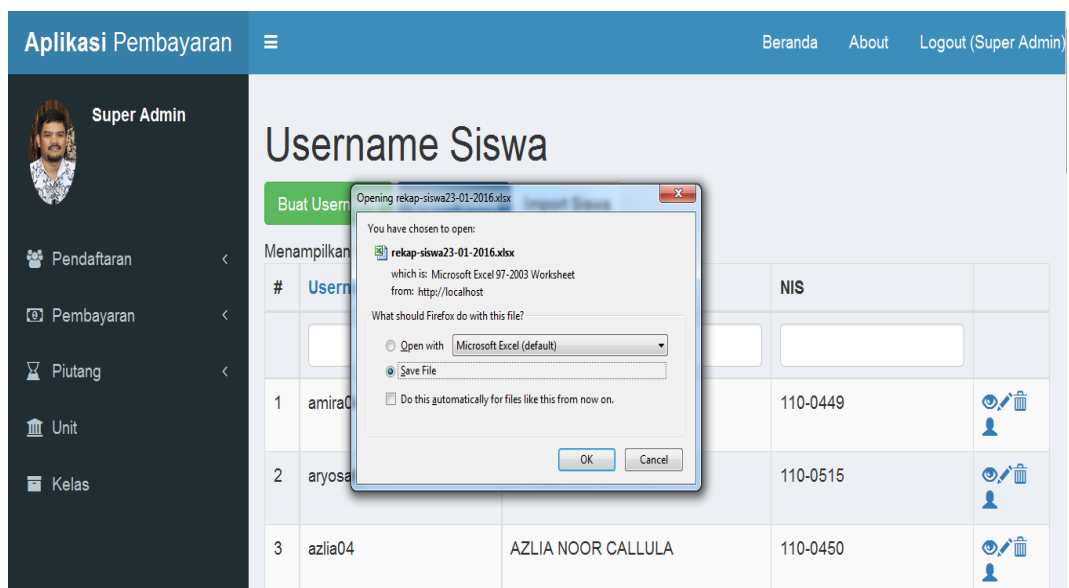 Aplikasi Pembayaran
Beranda About Logout (Super Admin)
Super Admin
Pendaftaran
Pembayaran
Piutang
Unit
Kelas
Username Siswa
Buat
Import Siswa
Menampilkan
# NIS
1 110-0449
2 110-0515
3 azlia04 AZLIA NOOR CALLULA 110-0450
Opening rekap-siswa23-01-2016.xlsx
You have chosen to open:
rekap-siswa23-01-2016.xlsx
which is: Microsoft Excel 97-2003 Worksheet
from: http://localhost
What should Firefox do with this file?
Open with Microsoft Excel (default)
Save File
Do this automatically for files like this from now on.
OK Cancel